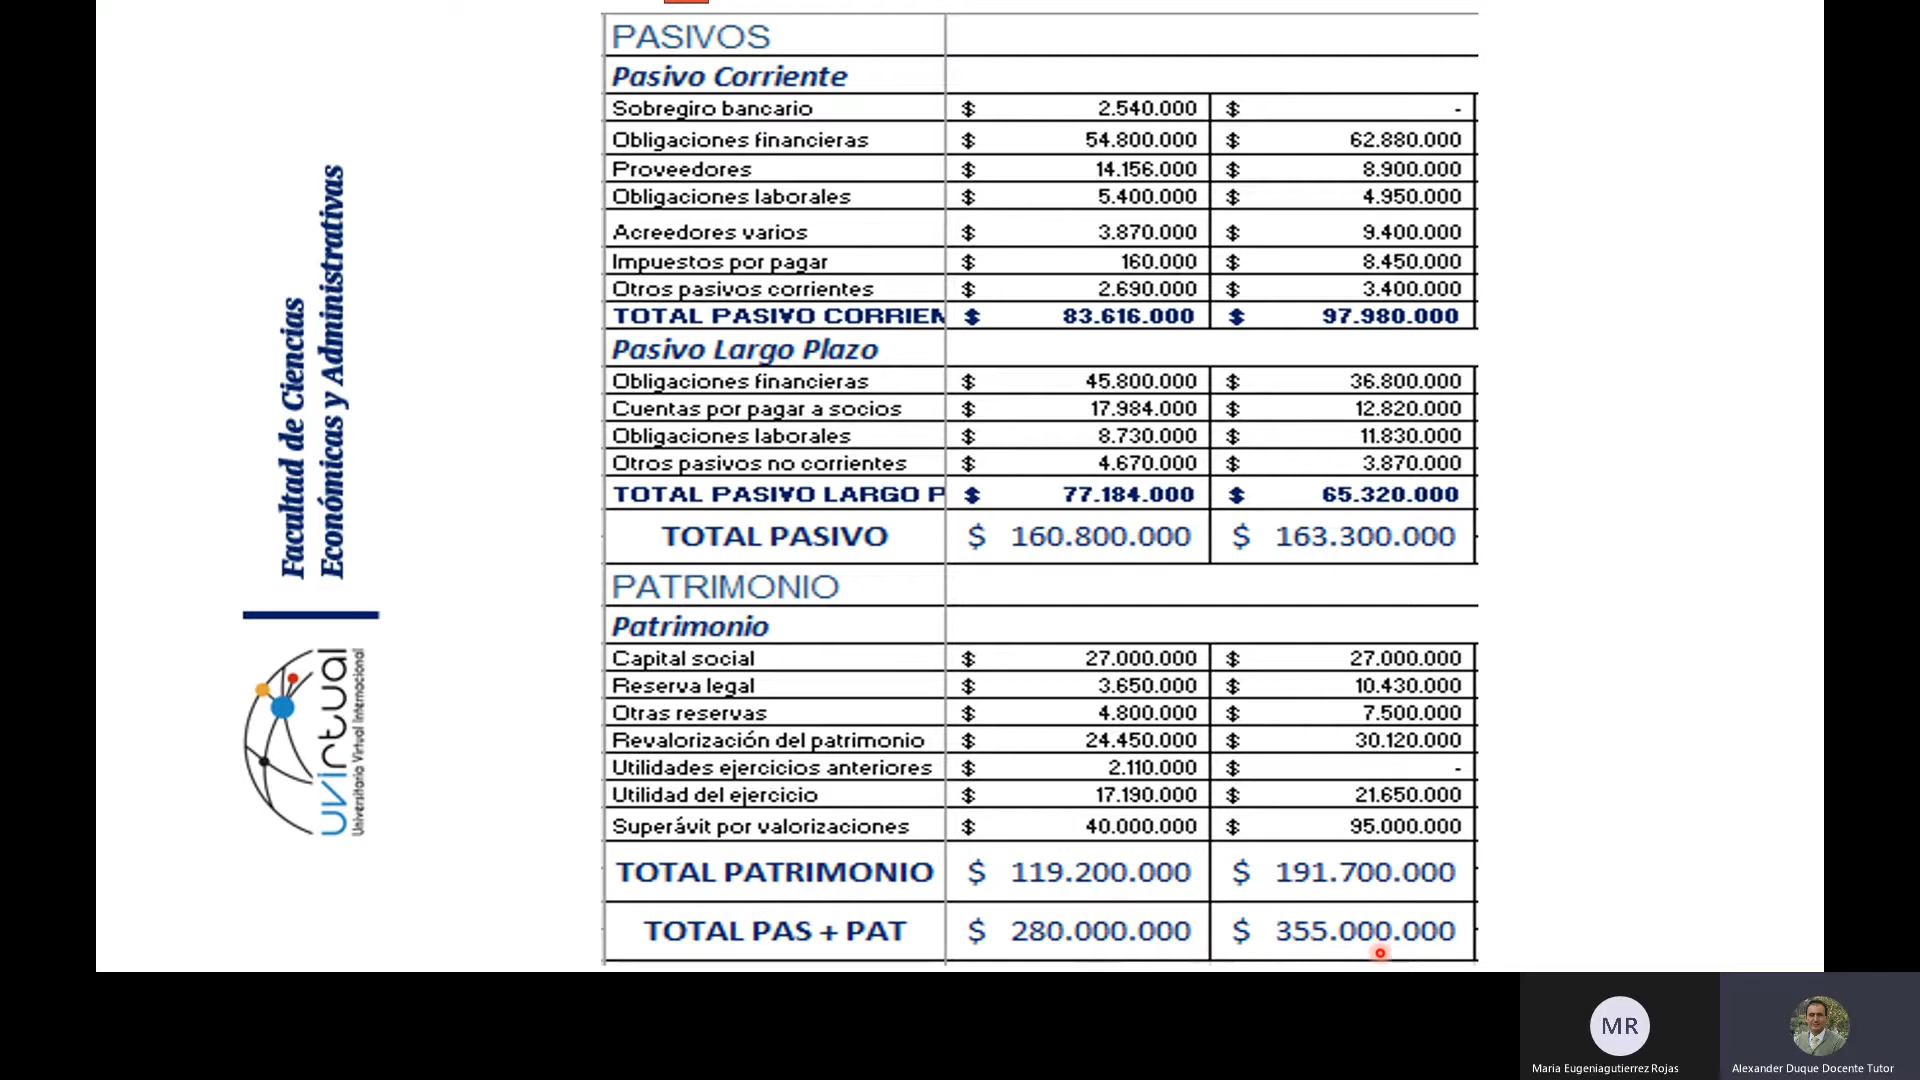 Facultad de Ciencias
Económicas y Administrativas
uvirtual
Universitaria Virtual Internacional
PASIVOS
Pasivo Corriente
Sobregiro bancario $ 2.540.000 $ -
Obligaciones financieras $ 54.800.000 $ 62.880.000
Proveedores $ 14.156.000 $ 8.900.000
Obligaciones laborales $ 5.400.000 $ 4.950.000
Acreedores varios $ 3.870.000 $ 9.400.000
Impuestos por pagar $ 160.000 $ 8.450.000
Otros pasivos corrientes $ 2.690.000 $ 3.400.000
TOTAL PASIVO CORRIEN $ 83.616.000 $ 97.980.000
Pasivo Largo Plazo
Obligaciones financieras $ 45.800.000 $ 36.800.000
Cuentas por pagar a socios $ 17.984.000 $ 12.820.000
Obligaciones laborales $ 8.730.000 $ 11.830.000
Otros pasivos no corrientes $ 4.670.000 $ 3.870.000
TOTAL PASIVO LARGO P $ 77.184.000 $ 65.320.000
TOTAL PASIVO $ 160.800.000 $ 163.300.000
PATRIMONIO
Patrimonio
Capital social $ 27.000.000 $ 27.000.000
Reserva legal $ 3.650.000 $ 10.430.000
Otras reservas $ 4.800.000 $ 7.500.000
Revalorización del patrimonio $ 24.450.000 $ 30.120.000
Utilidades ejercicios anteriores $ 2.110.000 $ -
Utilidad del ejercicio $ 17.190.000 $ 21.650.000
Superávit por valorizaciones $ 40.000.000 $ 95.000.000
TOTAL PATRIMONIO $ 119.200.000 $ 191.700.000
TOTAL PAS + PAT $ 280.000.000 $ 355.000.000
MR
Maria Eugeniagutierrez Rojas
Alexander Duque Docente Tutor